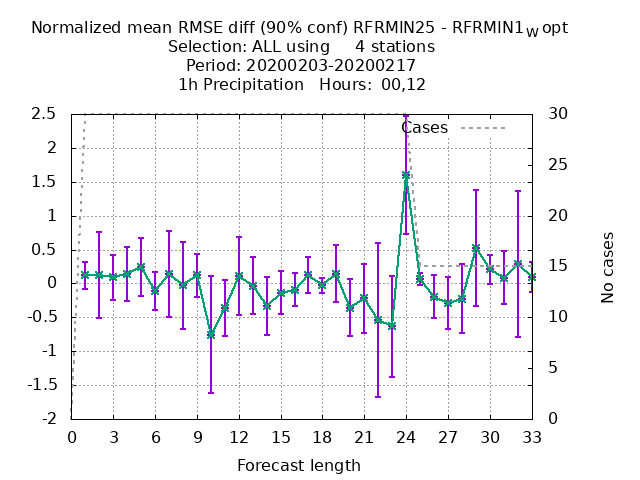 Normalized mean RMSE diff (90% conf) RFRMIN25 - RFRMIN1Wopt
Selection: ALL using     4 stations
Period: 20200203-20200217
1h Precipitation   Hours:  00,12
Cases
2.5
2
1.5
1
0.5
0
-0.5
-1
-1.5
-2
30
25
20
15
10
5
0
No cases
0 3 6 9 12 15 18 21 24 27 30 33
Forecast length